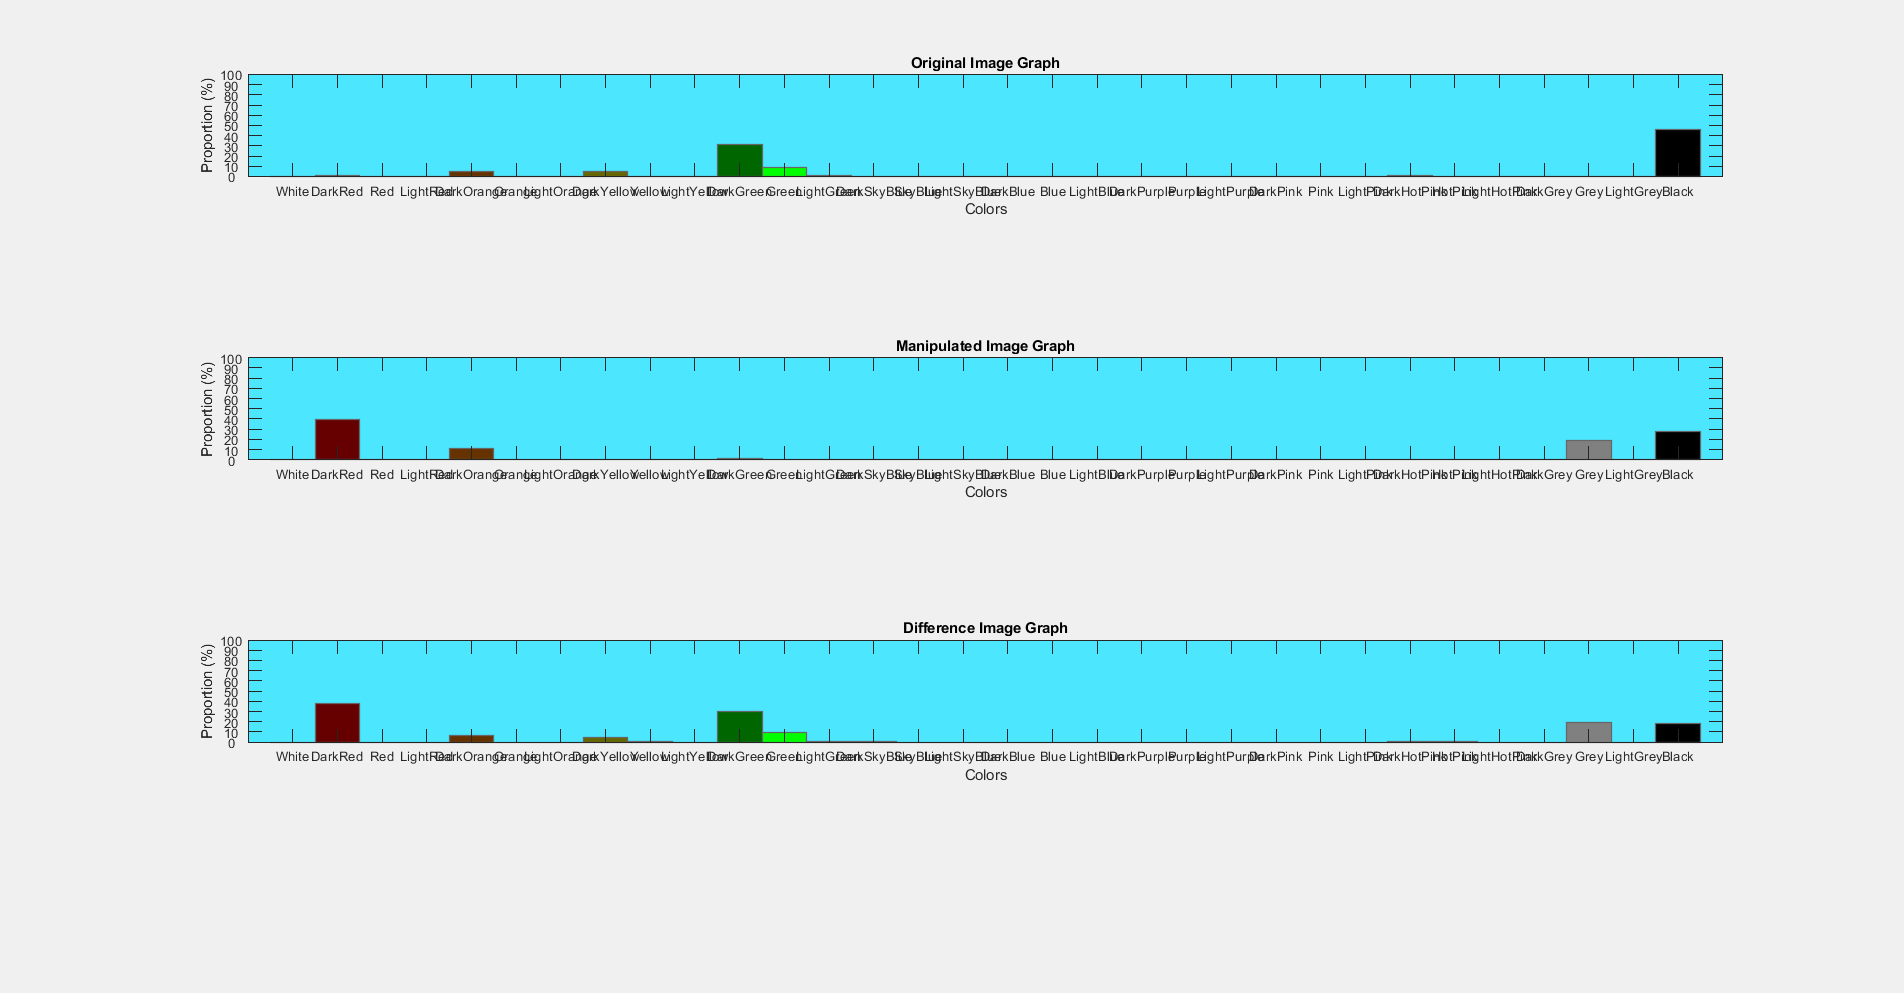 Original Image Graph
Proportion (%)
100
90
80
70
60
50
40
30
20
10
0
White DarkRed Red LightRed DarkOrange Orange LightOrange DarkYellow Yellow LightYellow DarkGreen Green LightGreen DarkSkyBlue SkyBlue LightSkyBlue DarkBlue Blue LightBlue DarkPurple Purple LightPurple DarkPink Pink LightPink DarkHotPink HotPink LightHotPink DarkGrey Grey LightGrey Black
Colors
Manipulated Image Graph
Proportion (%)
100
90
80
70
60
50
40
30
20
10
0
White DarkRed Red LightRed DarkOrange Orange LightOrange DarkYellow Yellow LightYellow DarkGreen Green LightGreen DarkSkyBlue SkyBlue LightSkyBlue DarkBlue Blue LightBlue DarkPurple Purple LightPurple DarkPink Pink LightPink DarkHotPink HotPink LightHotPink DarkGrey Grey LightGrey Black
Colors
Difference Image Graph
Proportion (%)
100
90
80
70
60
50
40
30
20
10
0
White DarkRed Red LightRed DarkOrange Orange LightOrange DarkYellow Yellow LightYellow DarkGreen Green LightGreen DarkSkyBlue SkyBlue LightSkyBlue DarkBlue Blue LightBlue DarkPurple Purple LightPurple DarkPink Pink LightPink DarkHotPink HotPink LightHotPink DarkGrey Grey LightGrey Black
Colors